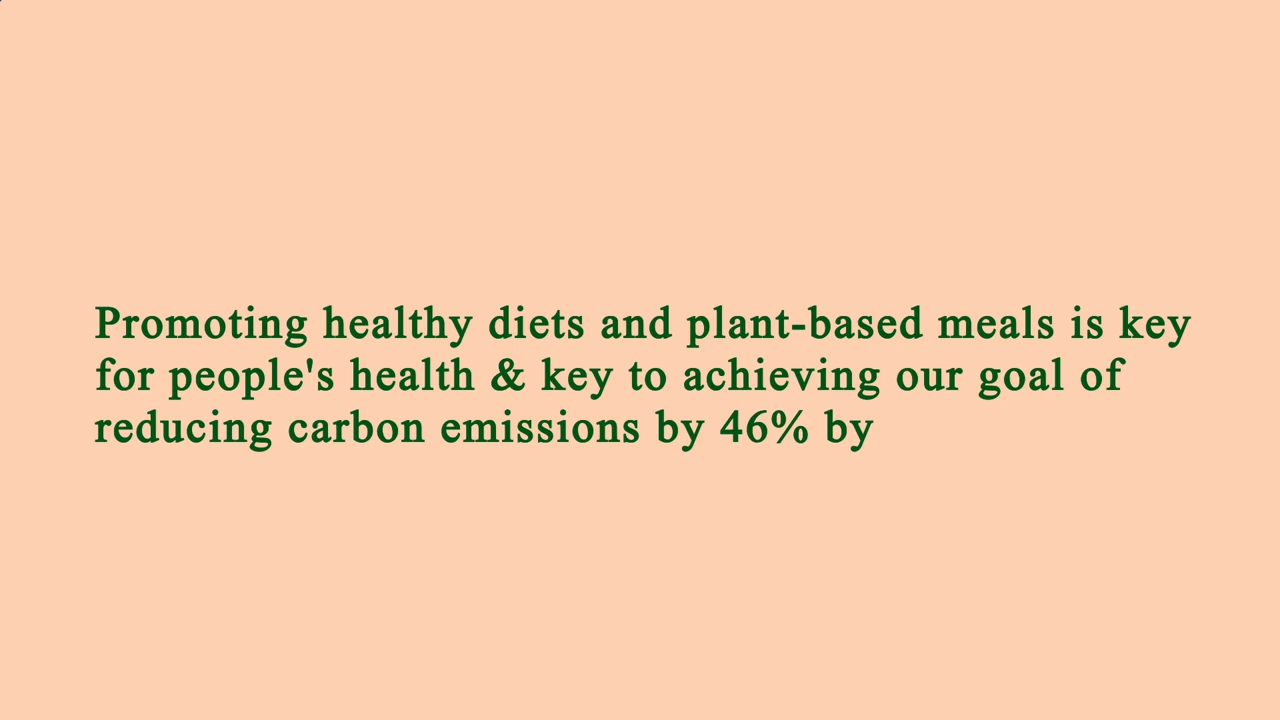 Promoting healthy diets and plant-based meals is key
for people's health & key to achieving our goal of
reducing carbon emissions by 46% by